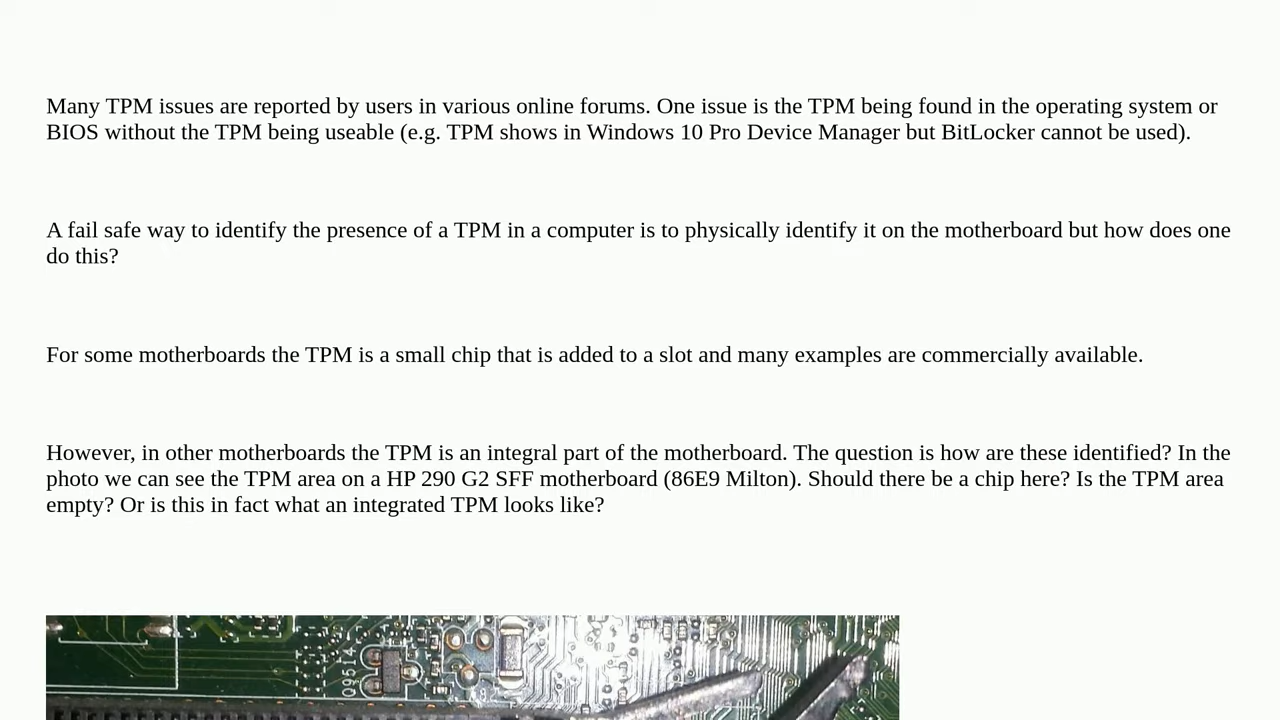 Many TPM issues are reported by users in various online forums. One issue is the TPM being found in the operating system or
BIOS without the TPM being useable (e.g. TPM shows in Windows 10 Pro Device Manager but BitLocker cannot be used).
A fail safe way to identify the presence of a TPM in a computer is to physically identify it on the motherboard but how does one
do this?
For some motherboards the TPM is a small chip that is added to a slot and many examples are commercially available.
However, in other motherboards the TPM is an integral part of the motherboard. The question is how are these identified? In the
photo we can see the TPM area on a HP 290 G2 SFF motherboard (86E9 Milton). Should there be a chip here? Is the TPM area
empty? Or is this in fact what an integrated TPM looks like?
Q9514